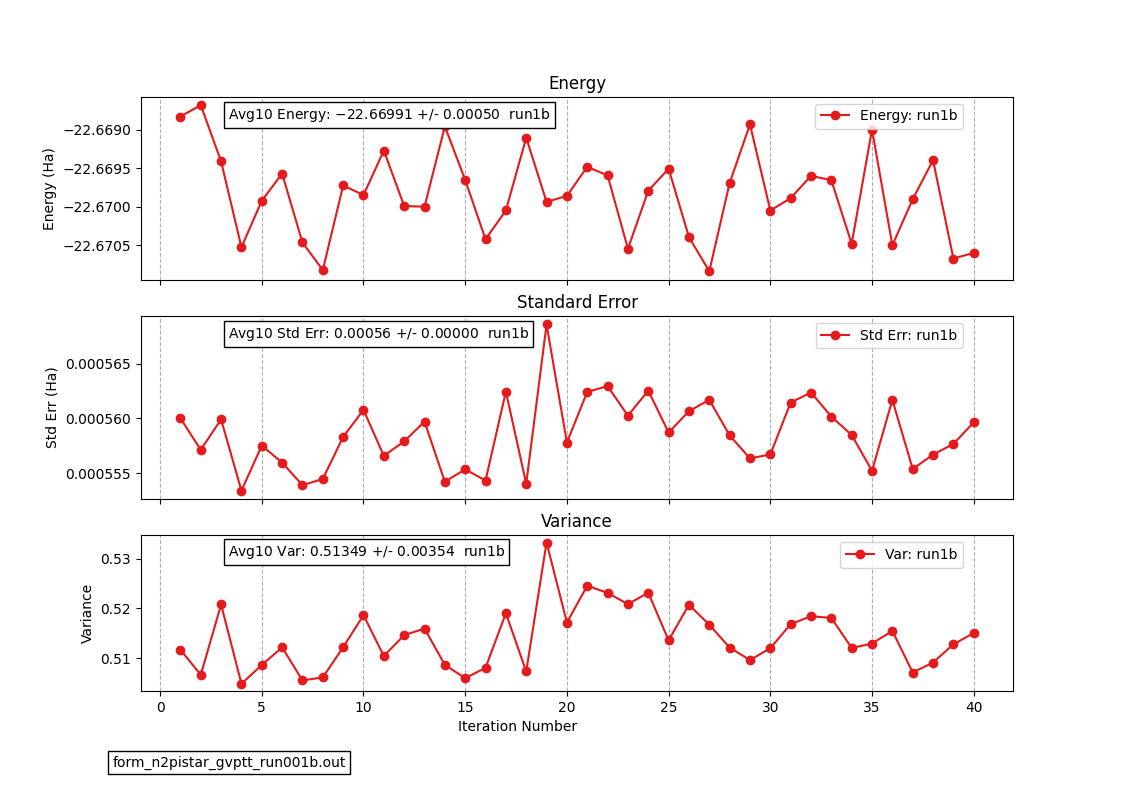 Energy
Avg10 Energy: −22.66991 +/- 0.00050 run1b
Energy: run1b
Energy (Ha)
−22.6690
−22.6695
−22.6700
−22.6705
Standard Error
Avg10 Std Err: 0.00056 +/- 0.00000 run1b
Std Err: run1b
Std Err (Ha)
0.000565
0.000560
0.000555
Variance
Avg10 Var: 0.51349 +/- 0.00354 run1b
Var: run1b
Variance
0.53
0.52
0.51
0 5 10 15 20 25 30 35 40
Iteration Number
form_n2pistar_gvptt_run001b.out